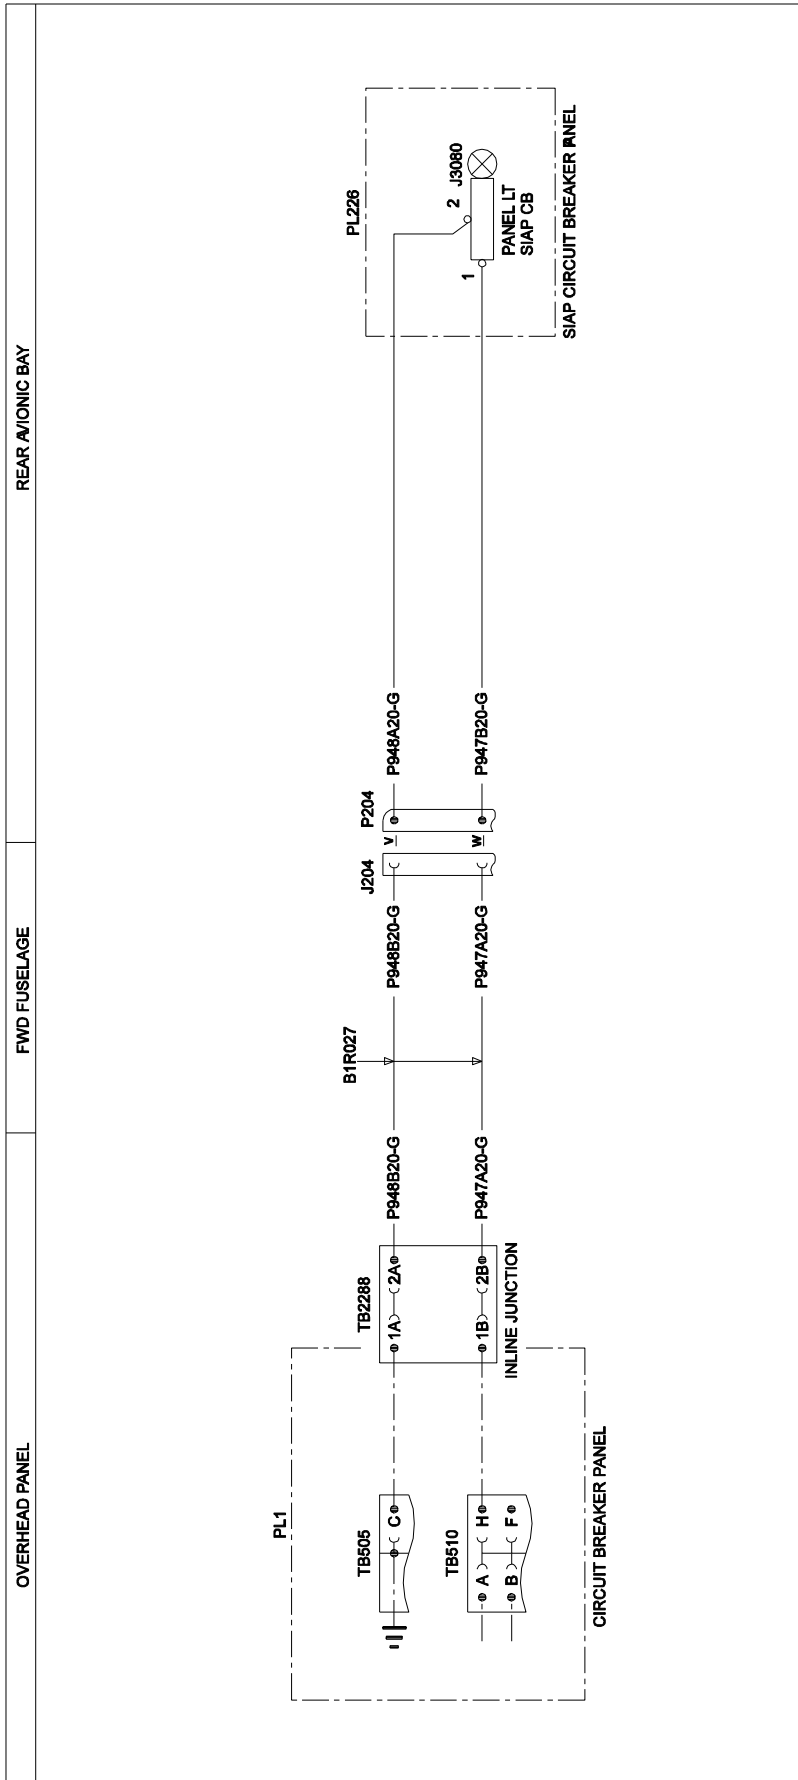 OVERHEAD PANEL
FWD FUSELAGE
REAR AVIONIC BAY
PL1
PL226
TB505
C
TB2288
1A
2A
P948B20-G
B1R027
P948B20-G
J204
V
P204
P948A20-G
2
J3080
TB510
A
H
B
F
1B
2B
INLINE JUNCTION
P947A20-G
P947A20-G
W
P947B20-G
1
PANEL LT
SIAP CB
SIAP CIRCUIT BREAKER PANEL
CIRCUIT BREAKER PANEL